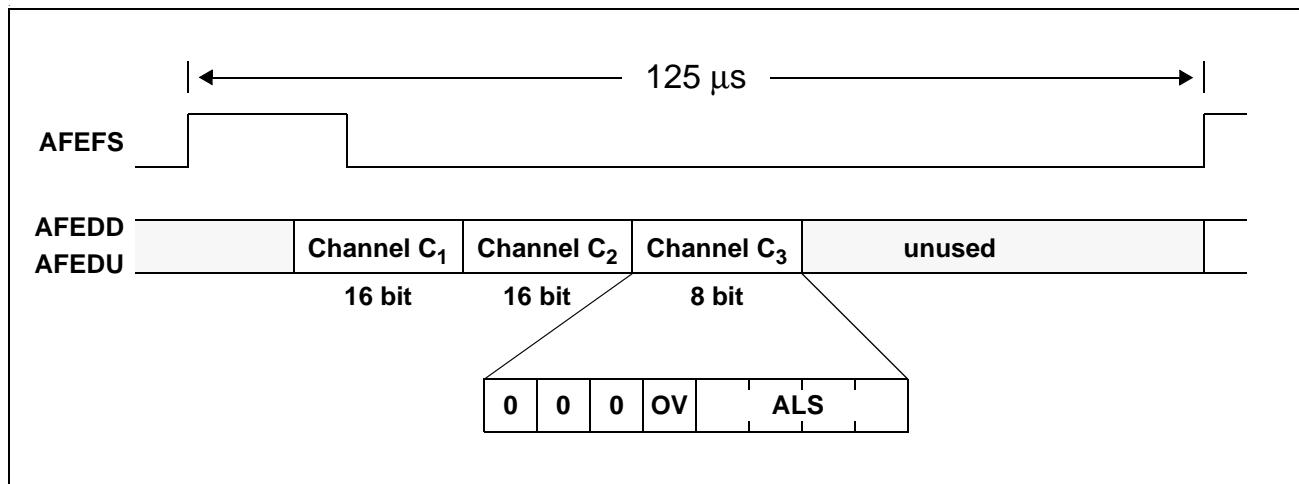 125 μs
AFEFS
AFEDD
AFEDU
Channel C₁ Channel C₂ Channel C₃ unused
16 bit 16 bit 8 bit
0 0 0 OV ALS